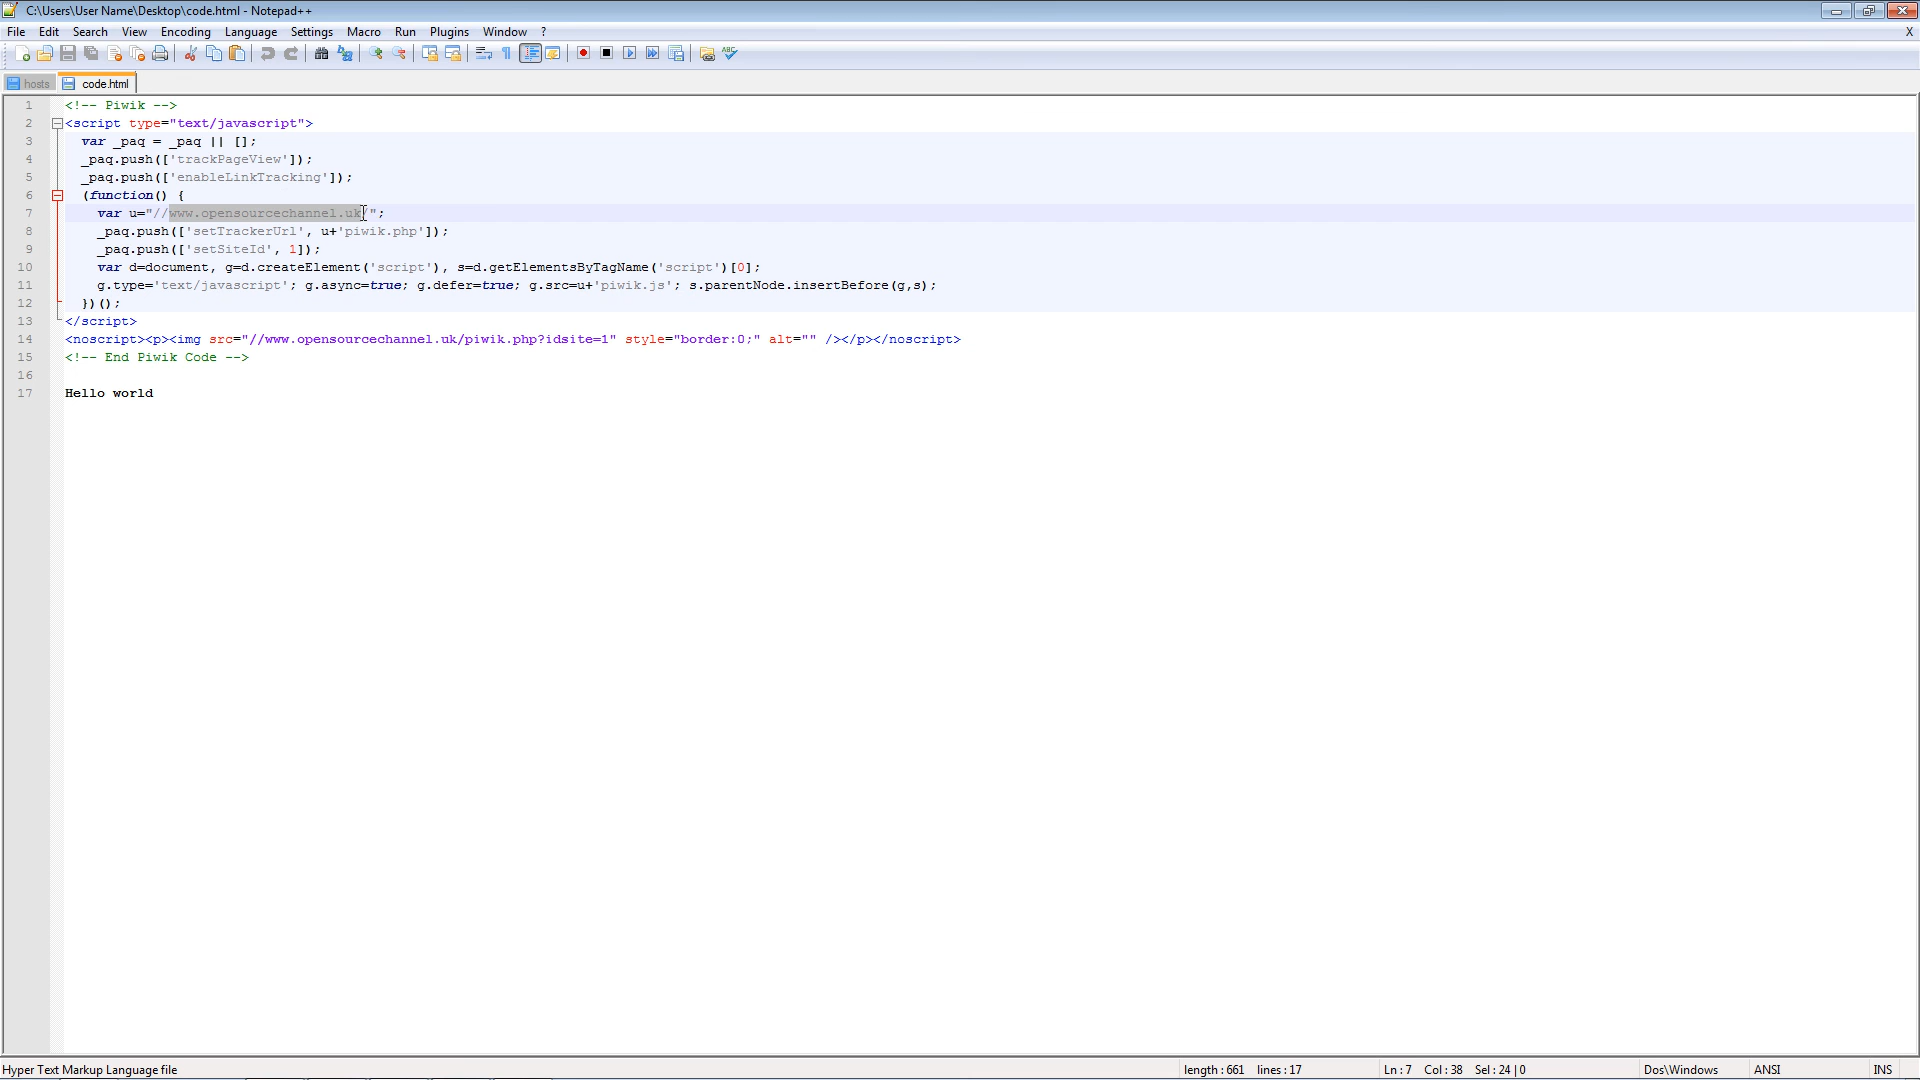 C:\Users\User Name\Desktop\code.html - Notepad++
File Edit Search View Encoding Language Settings Macro Run Plugins Window ? X
hosts code.html
1 <!-- Piwik -->
2 <script type="text/javascript">
3 var _paq = _paq || [];
4 _paq.push(['trackPageView']);
5 _paq.push(['enableLinkTracking']);
6 (function() {
7 var u="//www.opensourcechannel.uk/";
8 _paq.push(['setTrackerUrl', u+'piwik.php']);
9 _paq.push(['setSiteId', 1]);
10 var d=document, g=d.createElement('script'), s=d.getElementsByTagName('script')[0];
11 g.type='text/javascript'; g.async=true; g.defer=true; g.src=u+'piwik.js'; s.parentNode.insertBefore(g,s);
12 })();
13 </script>
14 <noscript><p><img src="//www.opensourcechannel.uk/piwik.php?idsite=1" style="border:0;" alt="" /></p></noscript>
15 <!-- End Piwik Code -->
16
17 Hello world
Hyper Text Markup Language file length : 661 lines : 17 Ln : 7 Col : 38 Sel : 24 | 0 Dos\Windows ANSI INS